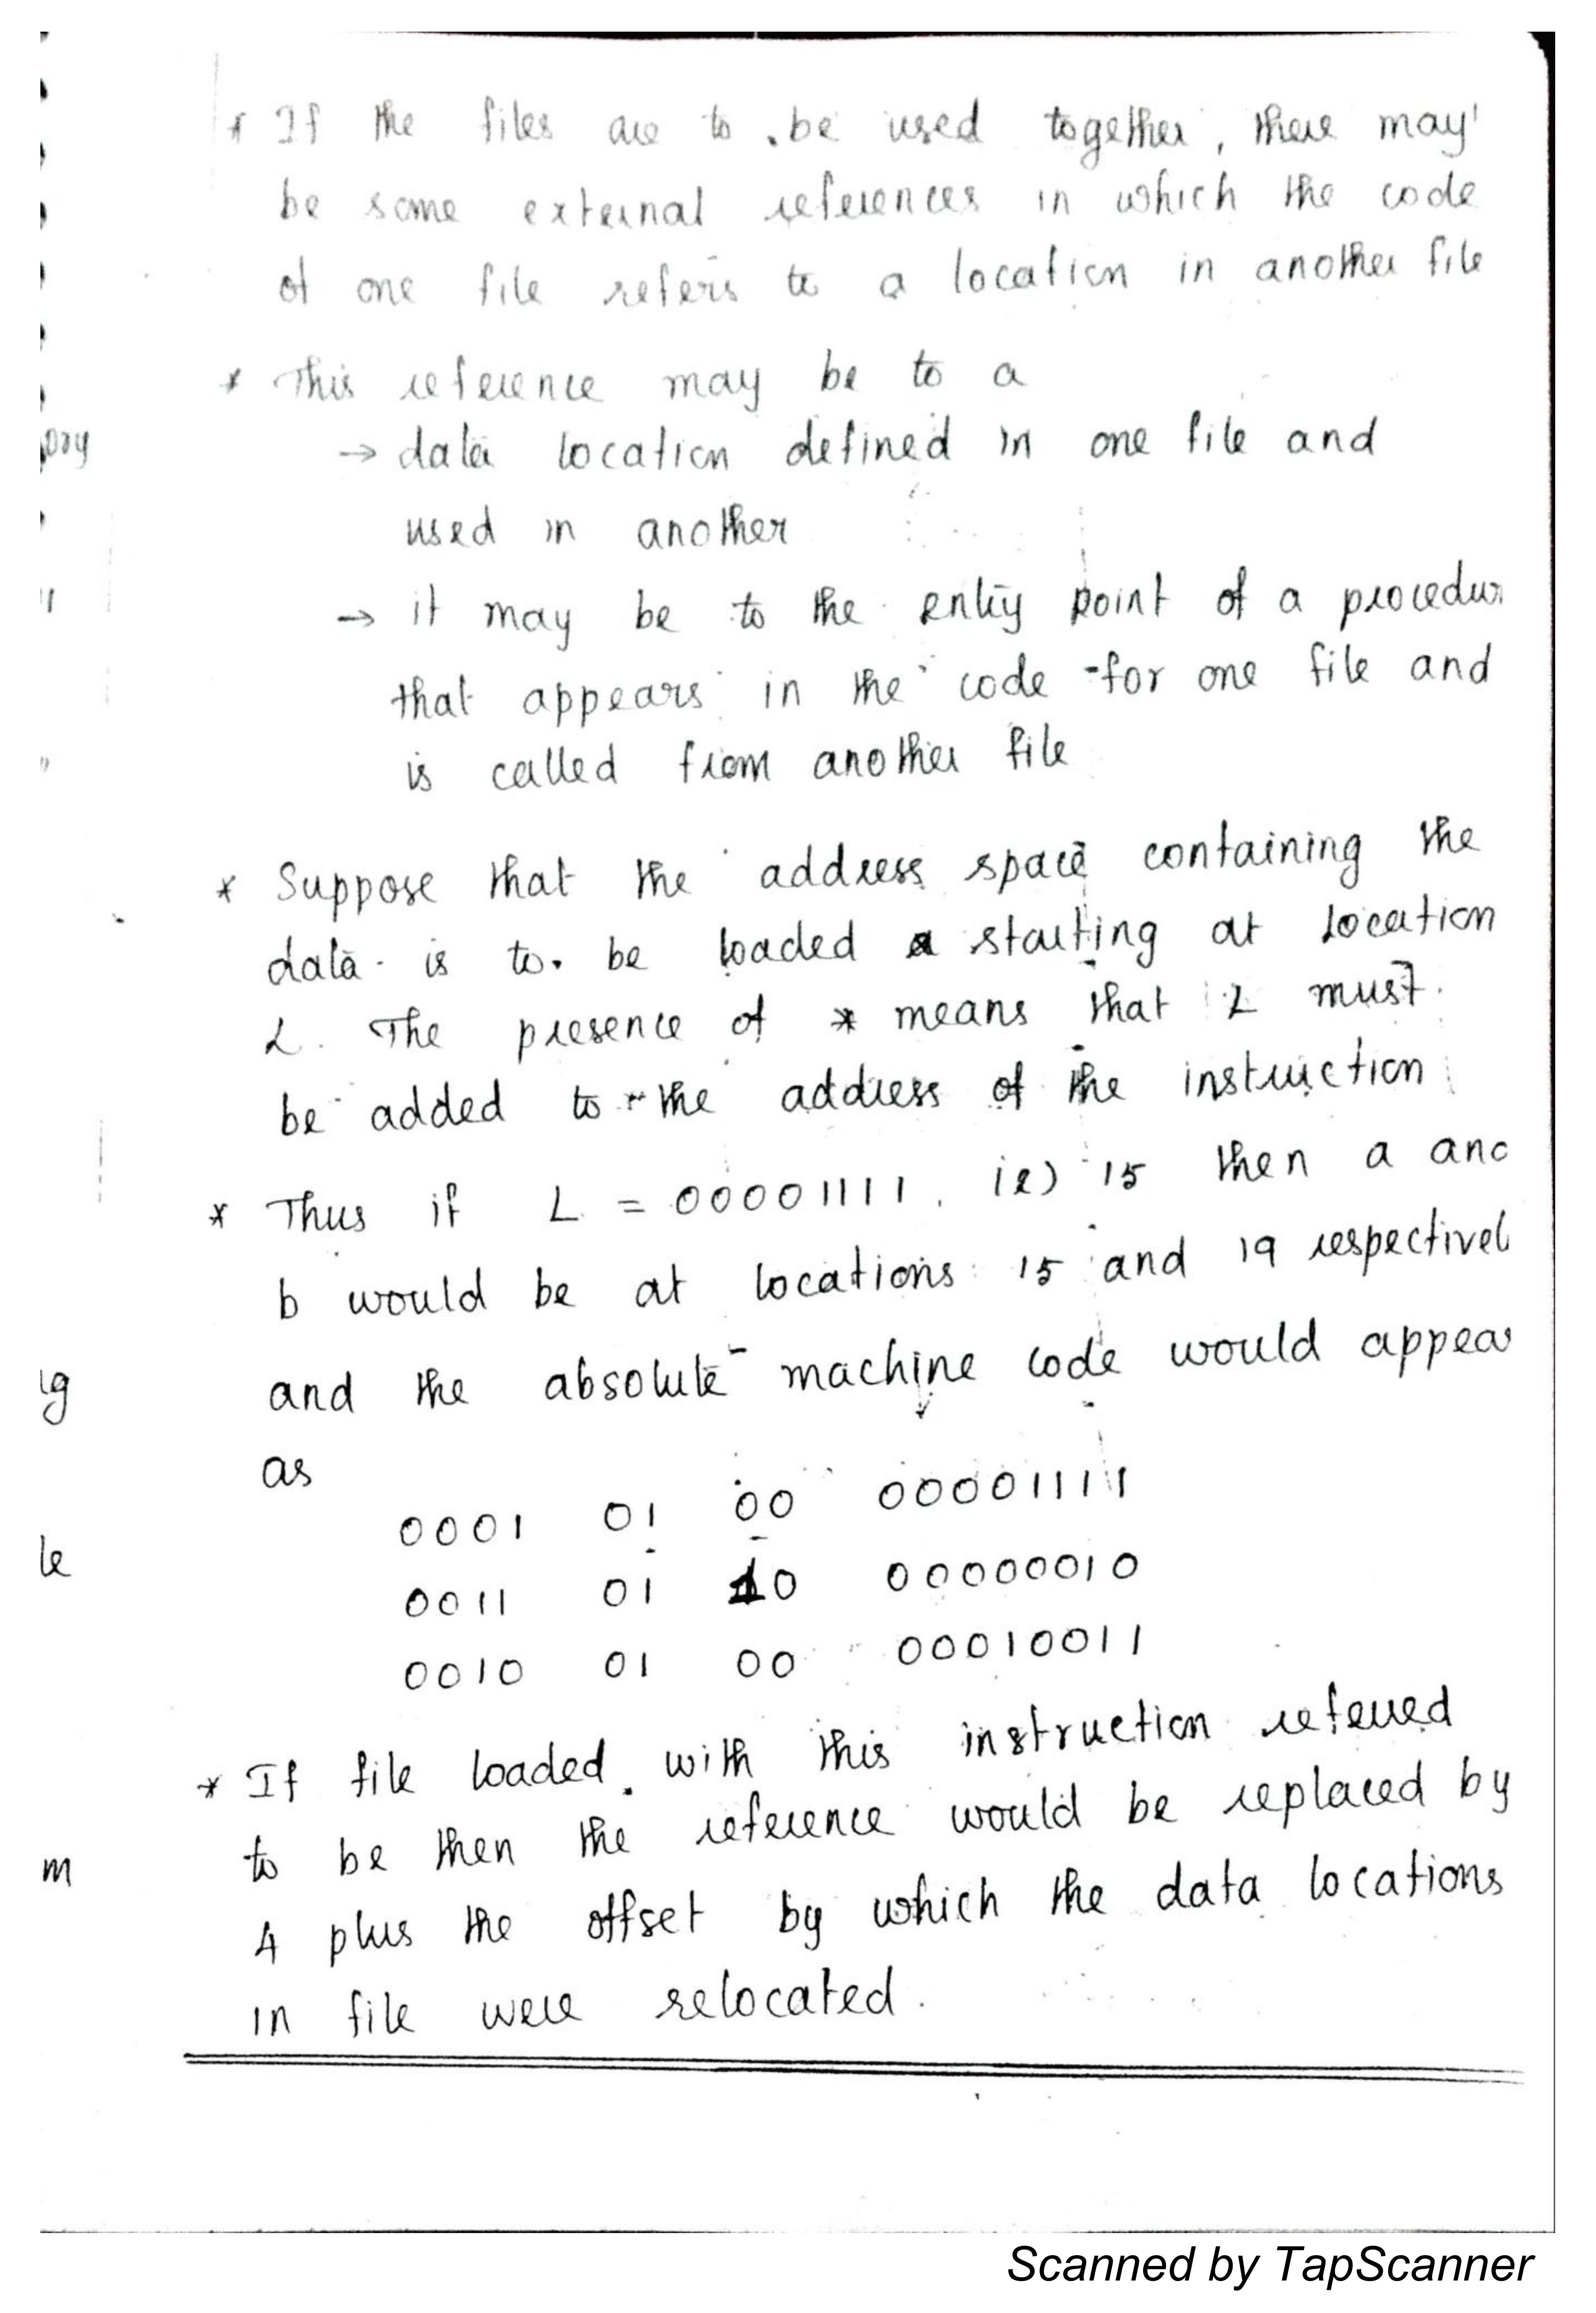 * If the files are to be used together, there may
be some external references in which the code
of one file refers to a location in another file
* This reference may be to a
→ data location defined in one file and
used in another
→ it may be to the entry point of a procedur
that appears in the code for one file and
is called from another file
* Suppose that the address space containing the
data is to be loaded starting at location
L. The presence of * means that L must
be added to the address of the instruction
* Thus if L = 00001111, ie) 15 then a and
b would be at locations 15 and 19 respectivel
and the absolute machine code would appear
as
0001 01 00 00001111
0011 01 10 00000010
0010 01 00 00010011
* If file loaded with this instruction referred
to be then the reference would be replaced by
4 plus the offset by which the data locations
in file were relocated.
ory
ig
le
m
Scanned by TapScanner